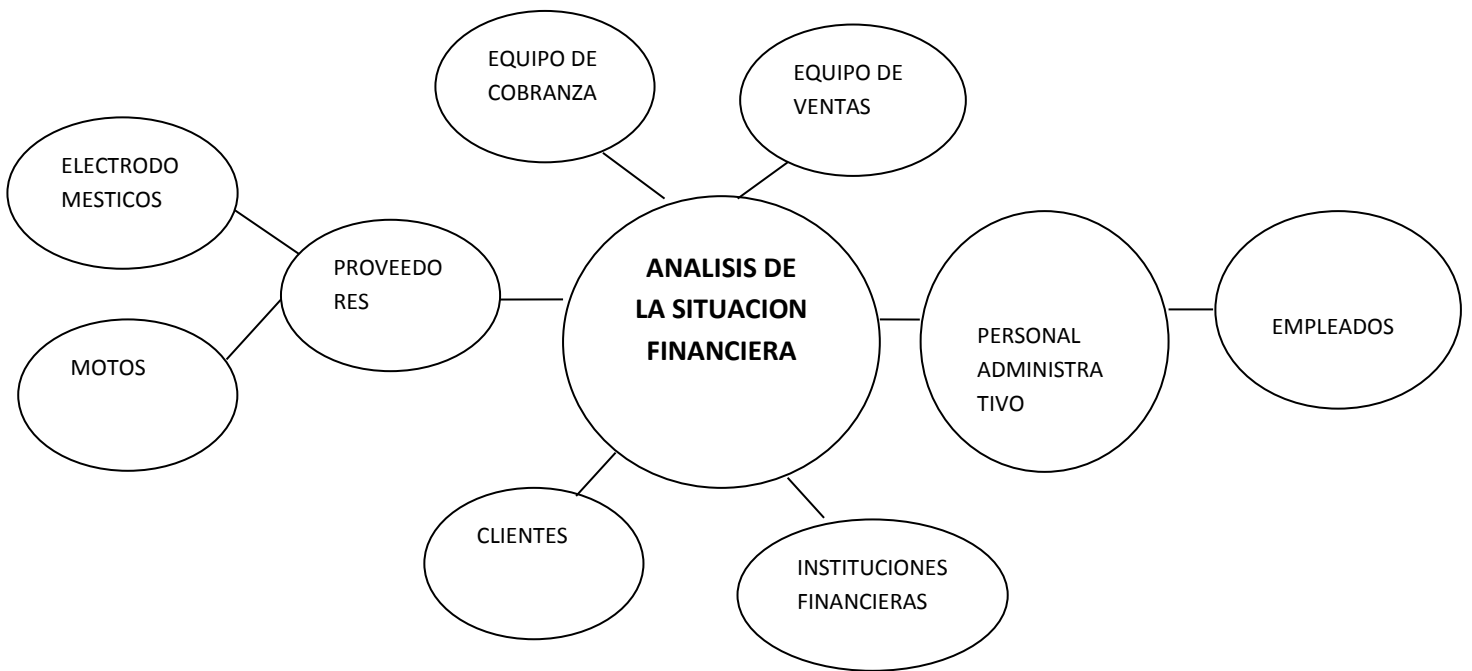 EQUIPO DE
COBRANZA
EQUIPO DE
VENTAS
ELECTRODO
MESTICOS
PROVEEDO
RES
MOTOS
ANALISIS DE
LA SITUACION
FINANCIERA
PERSONAL
ADMINISTRA
TIVO
EMPLEADOS
CLIENTES
INSTITUCIONES
FINANCIERAS